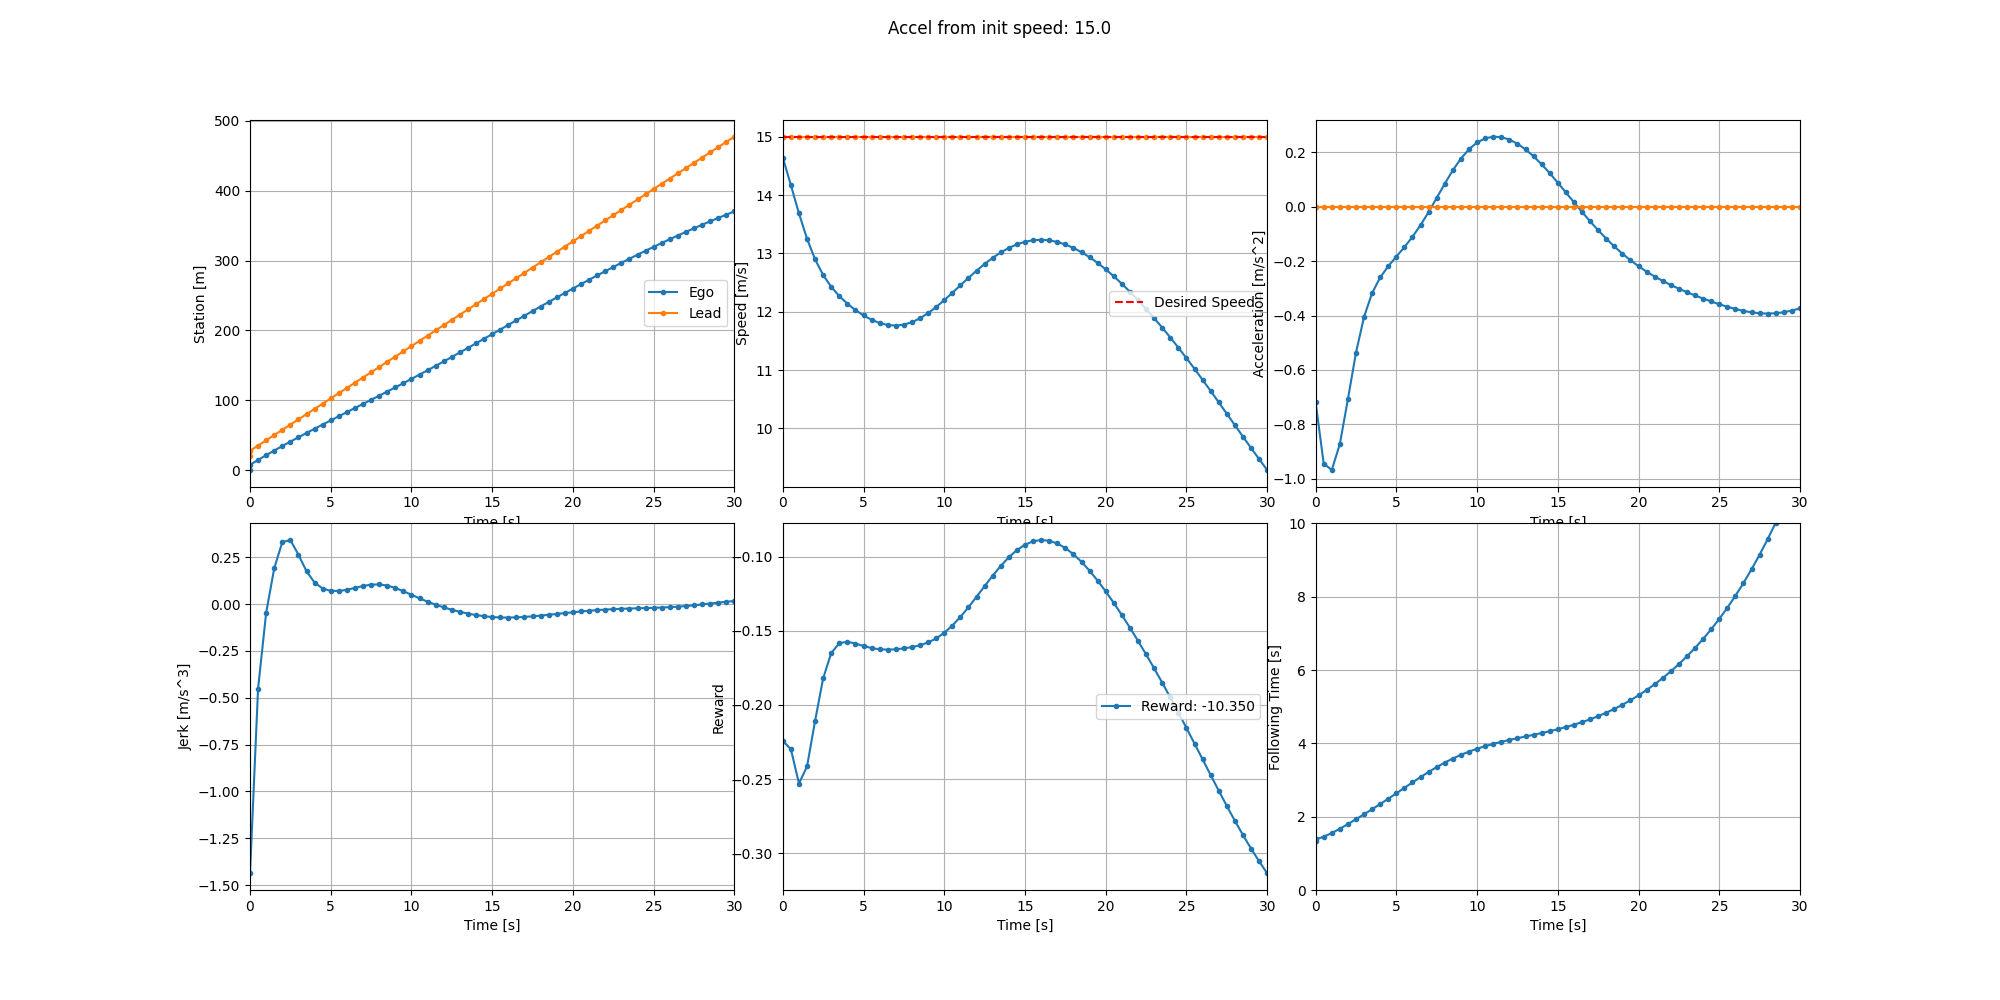 Accel from init speed: 15.0
500
400
300
200
100
0
Station [m]
Ego
Lead
0 5 10 15 20 25 30
Time [s]
15
14
13
12
11
10
Speed [m/s]
Desired Speed
0 5 10 15 20 25 30
Time [s]
0.2
0.0
−0.2
−0.4
−0.6
−0.8
−1.0
Acceleration [m/s^2]
0 5 10 15 20 25 30
Time [s]
0.25
0.00
−0.25
−0.50
−0.75
−1.00
−1.25
−1.50
Jerk [m/s^3]
0 5 10 15 20 25 30
Time [s]
−0.10
−0.15
−0.20
−0.25
−0.30
Reward
Reward: -10.350
0 5 10 15 20 25 30
Time [s]
10
8
6
4
2
0
Following Time [s]
0 5 10 15 20 25 30
Time [s]